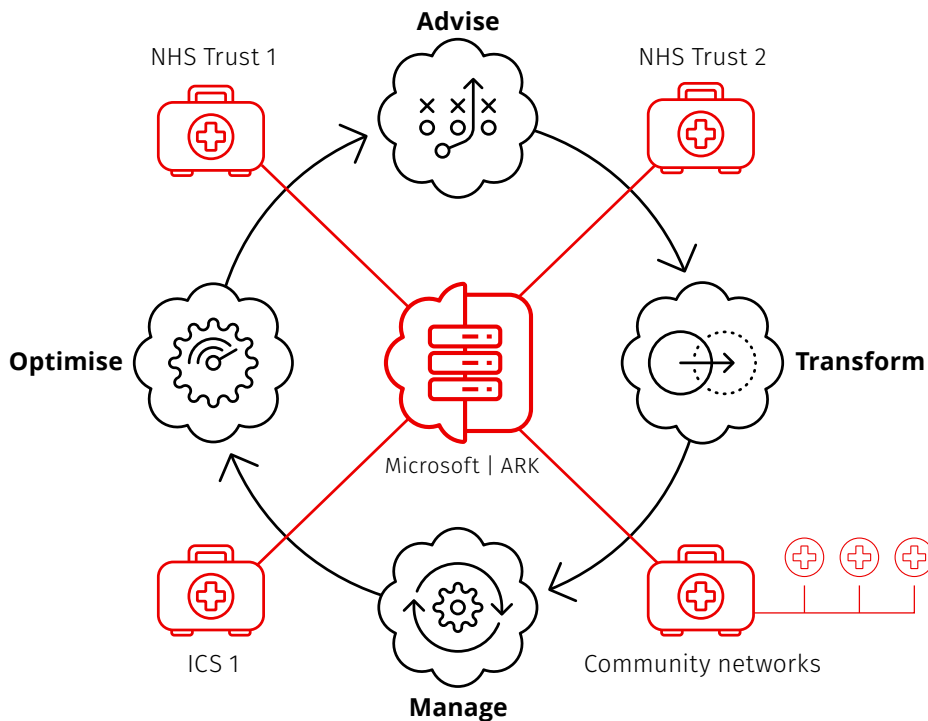 Advise
NHS Trust 1
NHS Trust 2
Optimise
Transform
Microsoft | ARK
ICS 1
Community networks
Manage